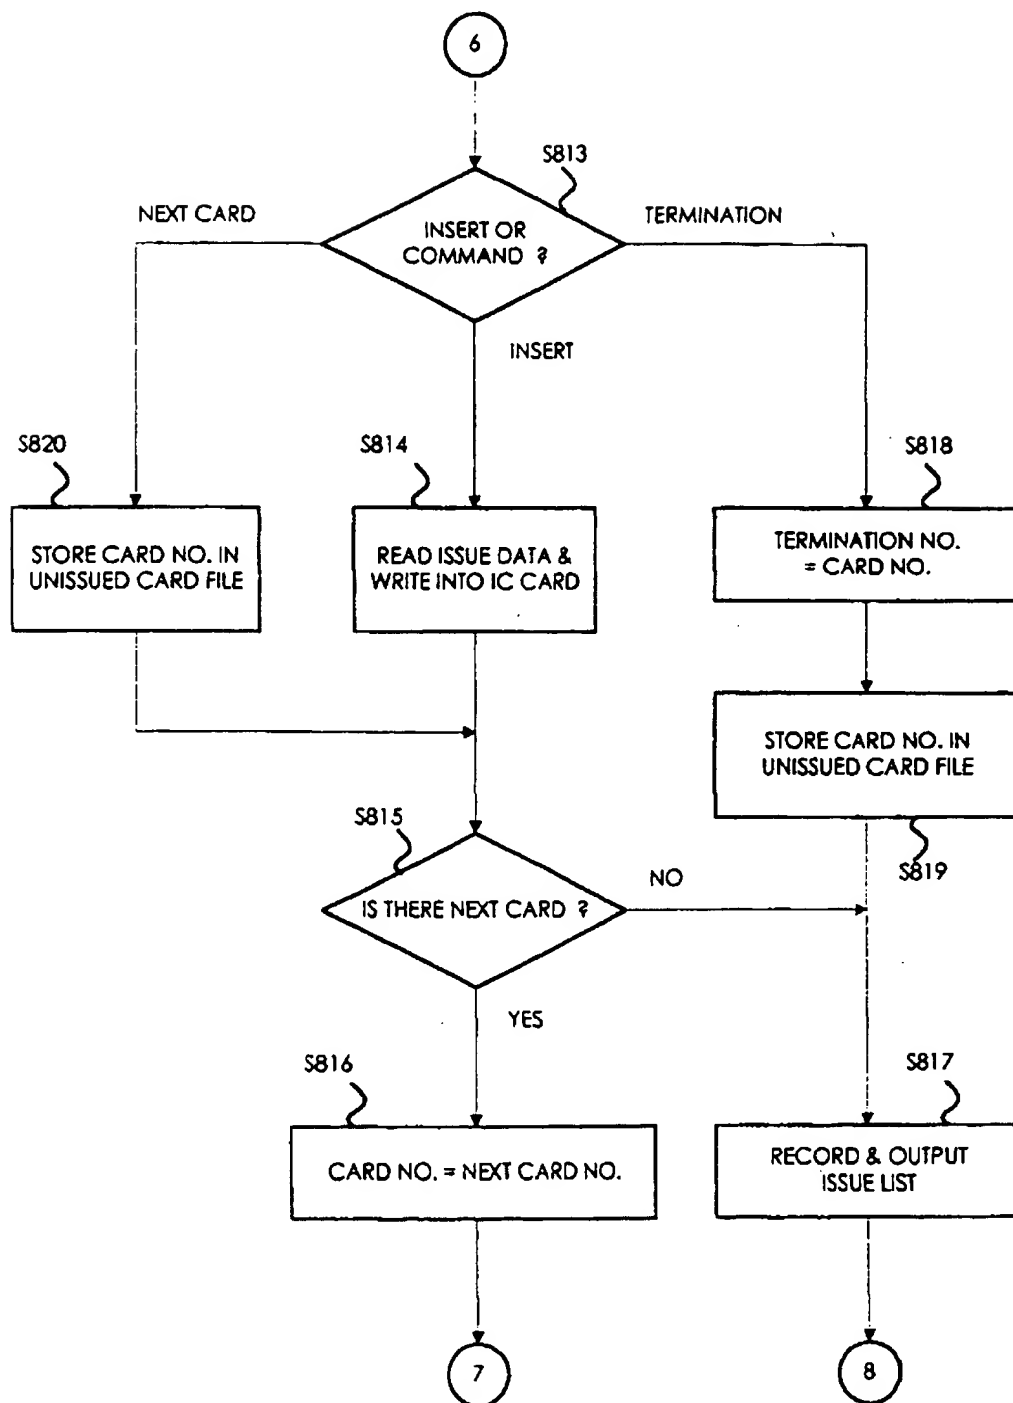 6
S813
NEXT CARD
INSERT OR
COMMAND ?
TERMINATION
INSERT
S820
S814
S818
STORE CARD NO. IN
UNISSUED CARD FILE
READ ISSUE DATA &
WRITE INTO IC CARD
TERMINATION NO.
= CARD NO.
STORE CARD NO. IN
UNISSUED CARD FILE
S815
S819
IS THERE NEXT CARD ?
NO
YES
S816
S817
CARD NO. = NEXT CARD NO.
RECORD & OUTPUT
ISSUE LIST
7
8